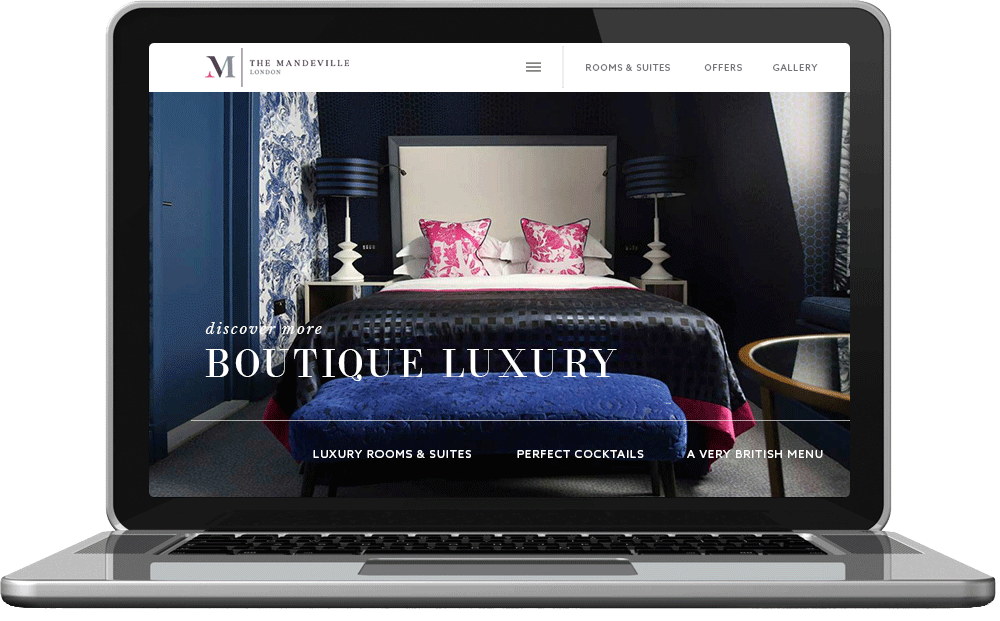 M
THE MANDEVILLE
LONDON
ROOMS & SUITES
OFFERS
GALLERY
discover more
BOUTIQUE LUXURY
LUXURY ROOMS & SUITES
PERFECT COCKTAILS
A VERY BRITISH MENU